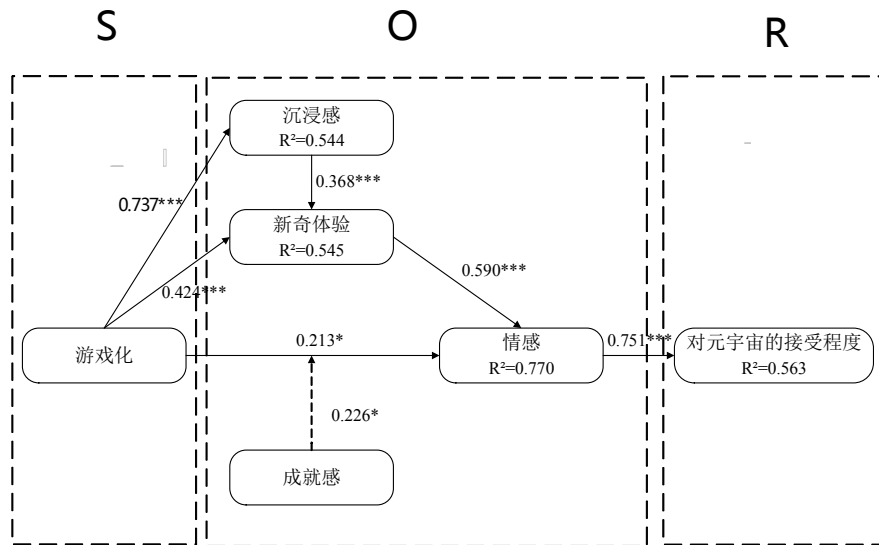 S
O
R
沉浸感
R²=0.544
0.368***
0.737***
新奇体验
R²=0.545
0.590***
0.424***
游戏化
0.213*
情感
R²=0.770
0.751***
对元宇宙的接受程度
R²=0.563
0.226*
成就感